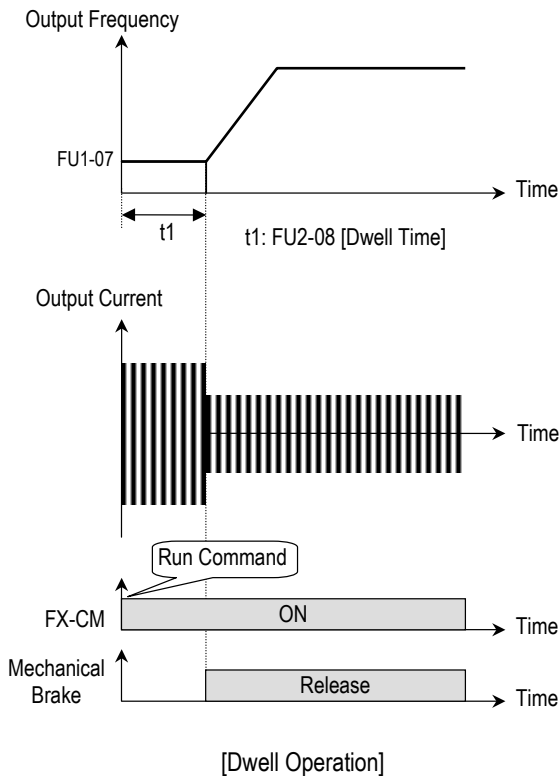 Output Frequency
FU1-07
Time
t1
t1: FU2-08 [Dwell Time]
Output Current
Time
Run Command
FX-CM
ON
Time
Mechanical
Brake
Release
Time
[Dwell Operation]